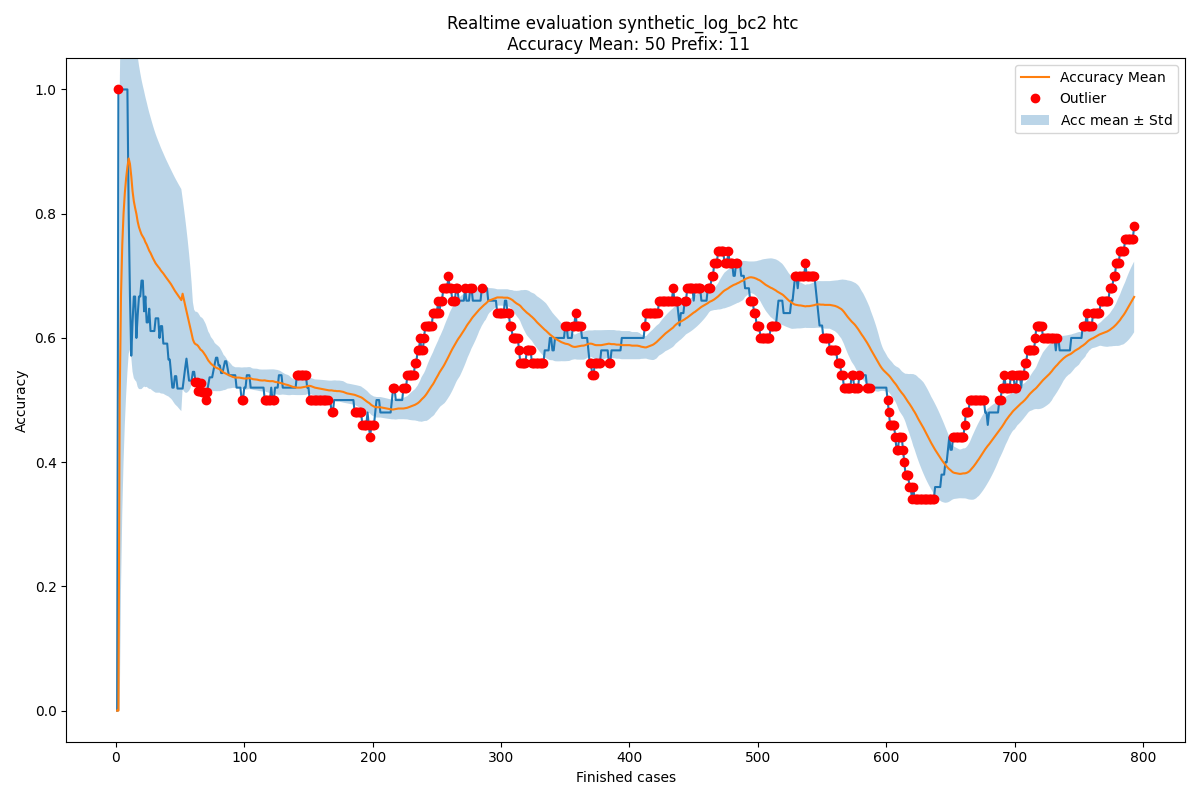 Realtime evaluation synthetic_log_bc2 htc
Accuracy Mean: 50 Prefix: 11
Accuracy Mean
Outlier
Acc mean ± Std
1.0
0.8
0.6
0.4
0.2
0.0
Accuracy
0 100 200 300 400 500 600 700 800
Finished cases